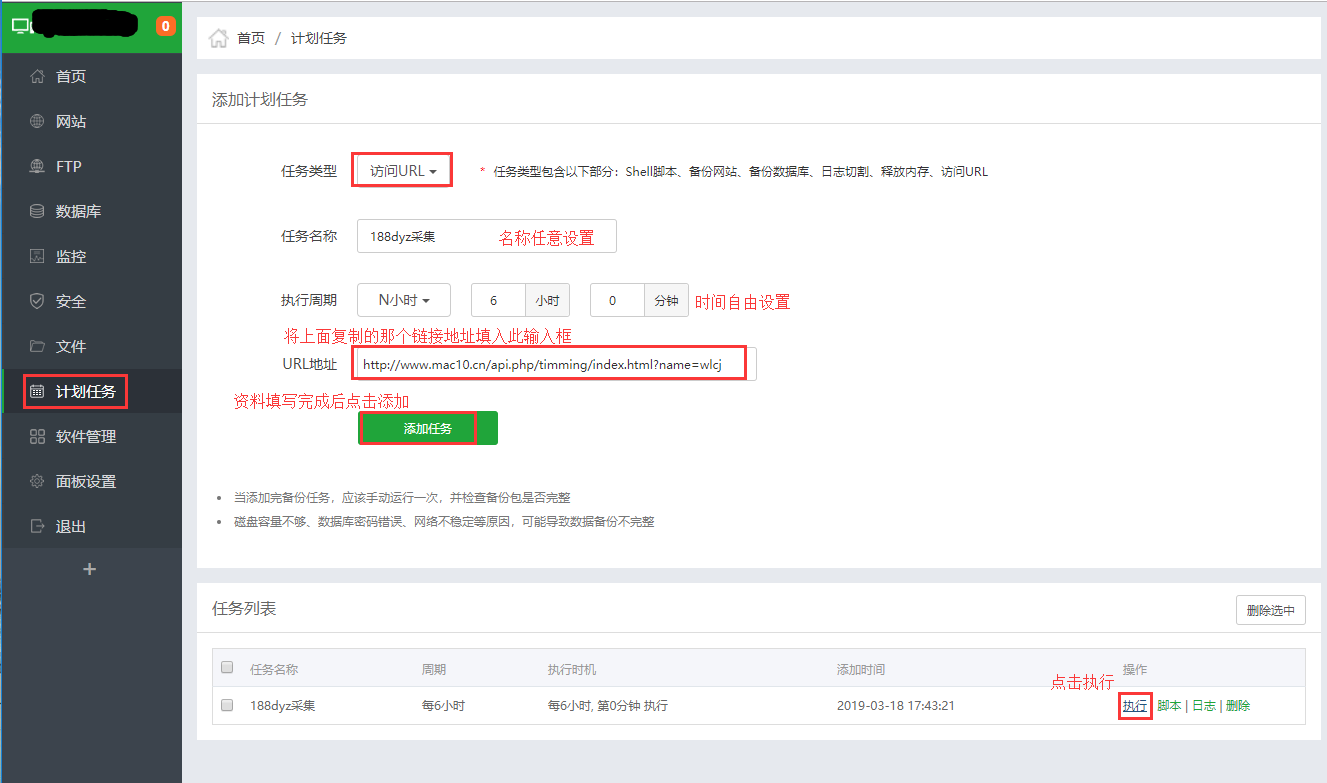 0
首页
网站
FTP
数据库
监控
安全
文件
计划任务
软件管理
面板设置
退出
+
首页 / 计划任务
添加计划任务
任务类型 访问URL * 任务类型包含以下部分：Shell脚本、备份网站、备份数据库、日志切割、释放内存、访问URL
任务名称 188dyz采集 名称任意设置
执行周期 N小时 6 小时 0 分钟 时间自由设置
将上面复制的那个链接地址填入此输入框
URL地址 http://www.mac10.cn/api.php/timming/index.html?name=wlcj
资料填写完成后点击添加
添加任务
当添加完备份任务，应该手动运行一次，并检查备份包是否完整
磁盘容量不够、数据库密码错误、网络不稳定等原因，可能导致数据备份不完整
任务列表 删除选中
任务名称 周期 执行时机 添加时间 操作
点击执行
188dyz采集 每6小时 每6小时, 第0分钟 执行 2019-03-18 17:43:21 执行 脚本 | 日志 | 删除